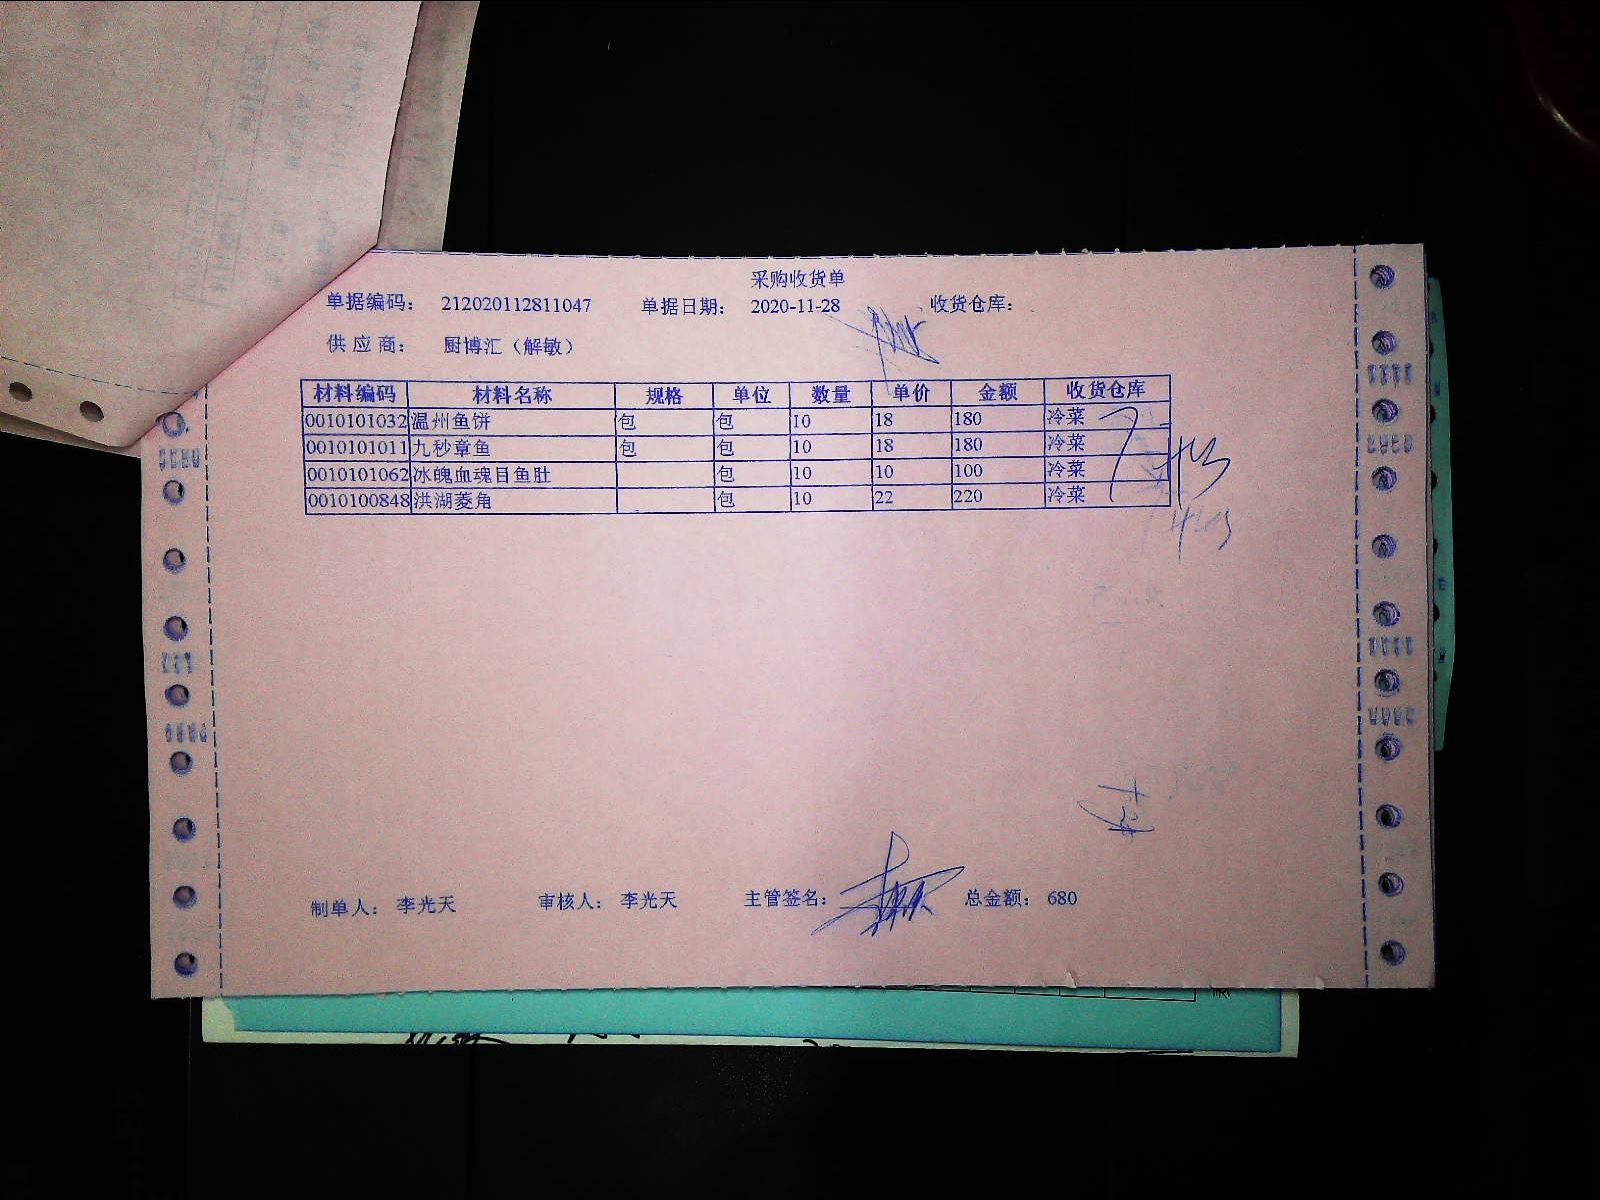 采购收货单
单据编码： 212020112811047 单据日期： 2020-11-28 收货仓库：
供应商： 厨博汇（解敏）
材料编码 材料名称 规格 单位 数量 单价 金额 收货仓库
0010101032 温州鱼饼 包 包 10 18 180 冷菜
0010101011 九秒章鱼 包 包 10 18 180 冷菜
0010101062 冰魄血魂目鱼肚 包 10 10 100 冷菜
0010100848 洪湖菱角 包 10 22 220 冷菜
制单人： 李光天 审核人： 李光天 主管签名： 总金额： 680